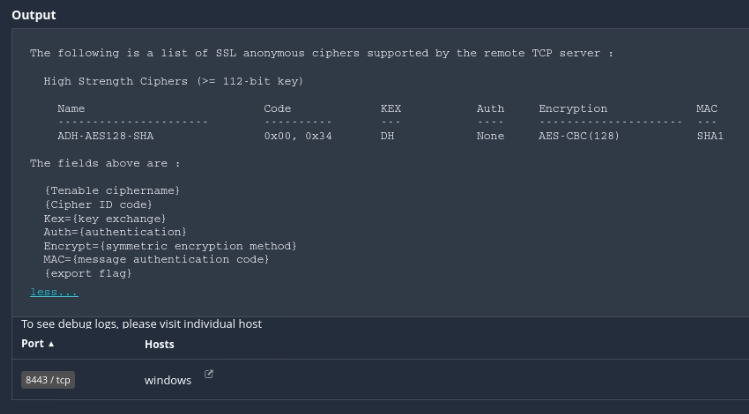 Output
The following is a list of SSL anonymous ciphers supported by the remote TCP server :
High Strength Ciphers (>= 112-bit key)
Name Code KEX Auth Encryption MAC
---------------------- ---------- --- ---- --------------------- ---
ADH-AES128-SHA 0x00, 0x34 DH None AES-CBC(128) SHA1
The fields above are :
{Tenable ciphername}
{Cipher ID code}
Kex={key exchange}
Auth={authentication}
Encrypt={symmetric encryption method}
MAC={message authentication code}
{export flag}
less...
To see debug logs, please visit individual host
Port ▲ Hosts
8443 / tcp windows